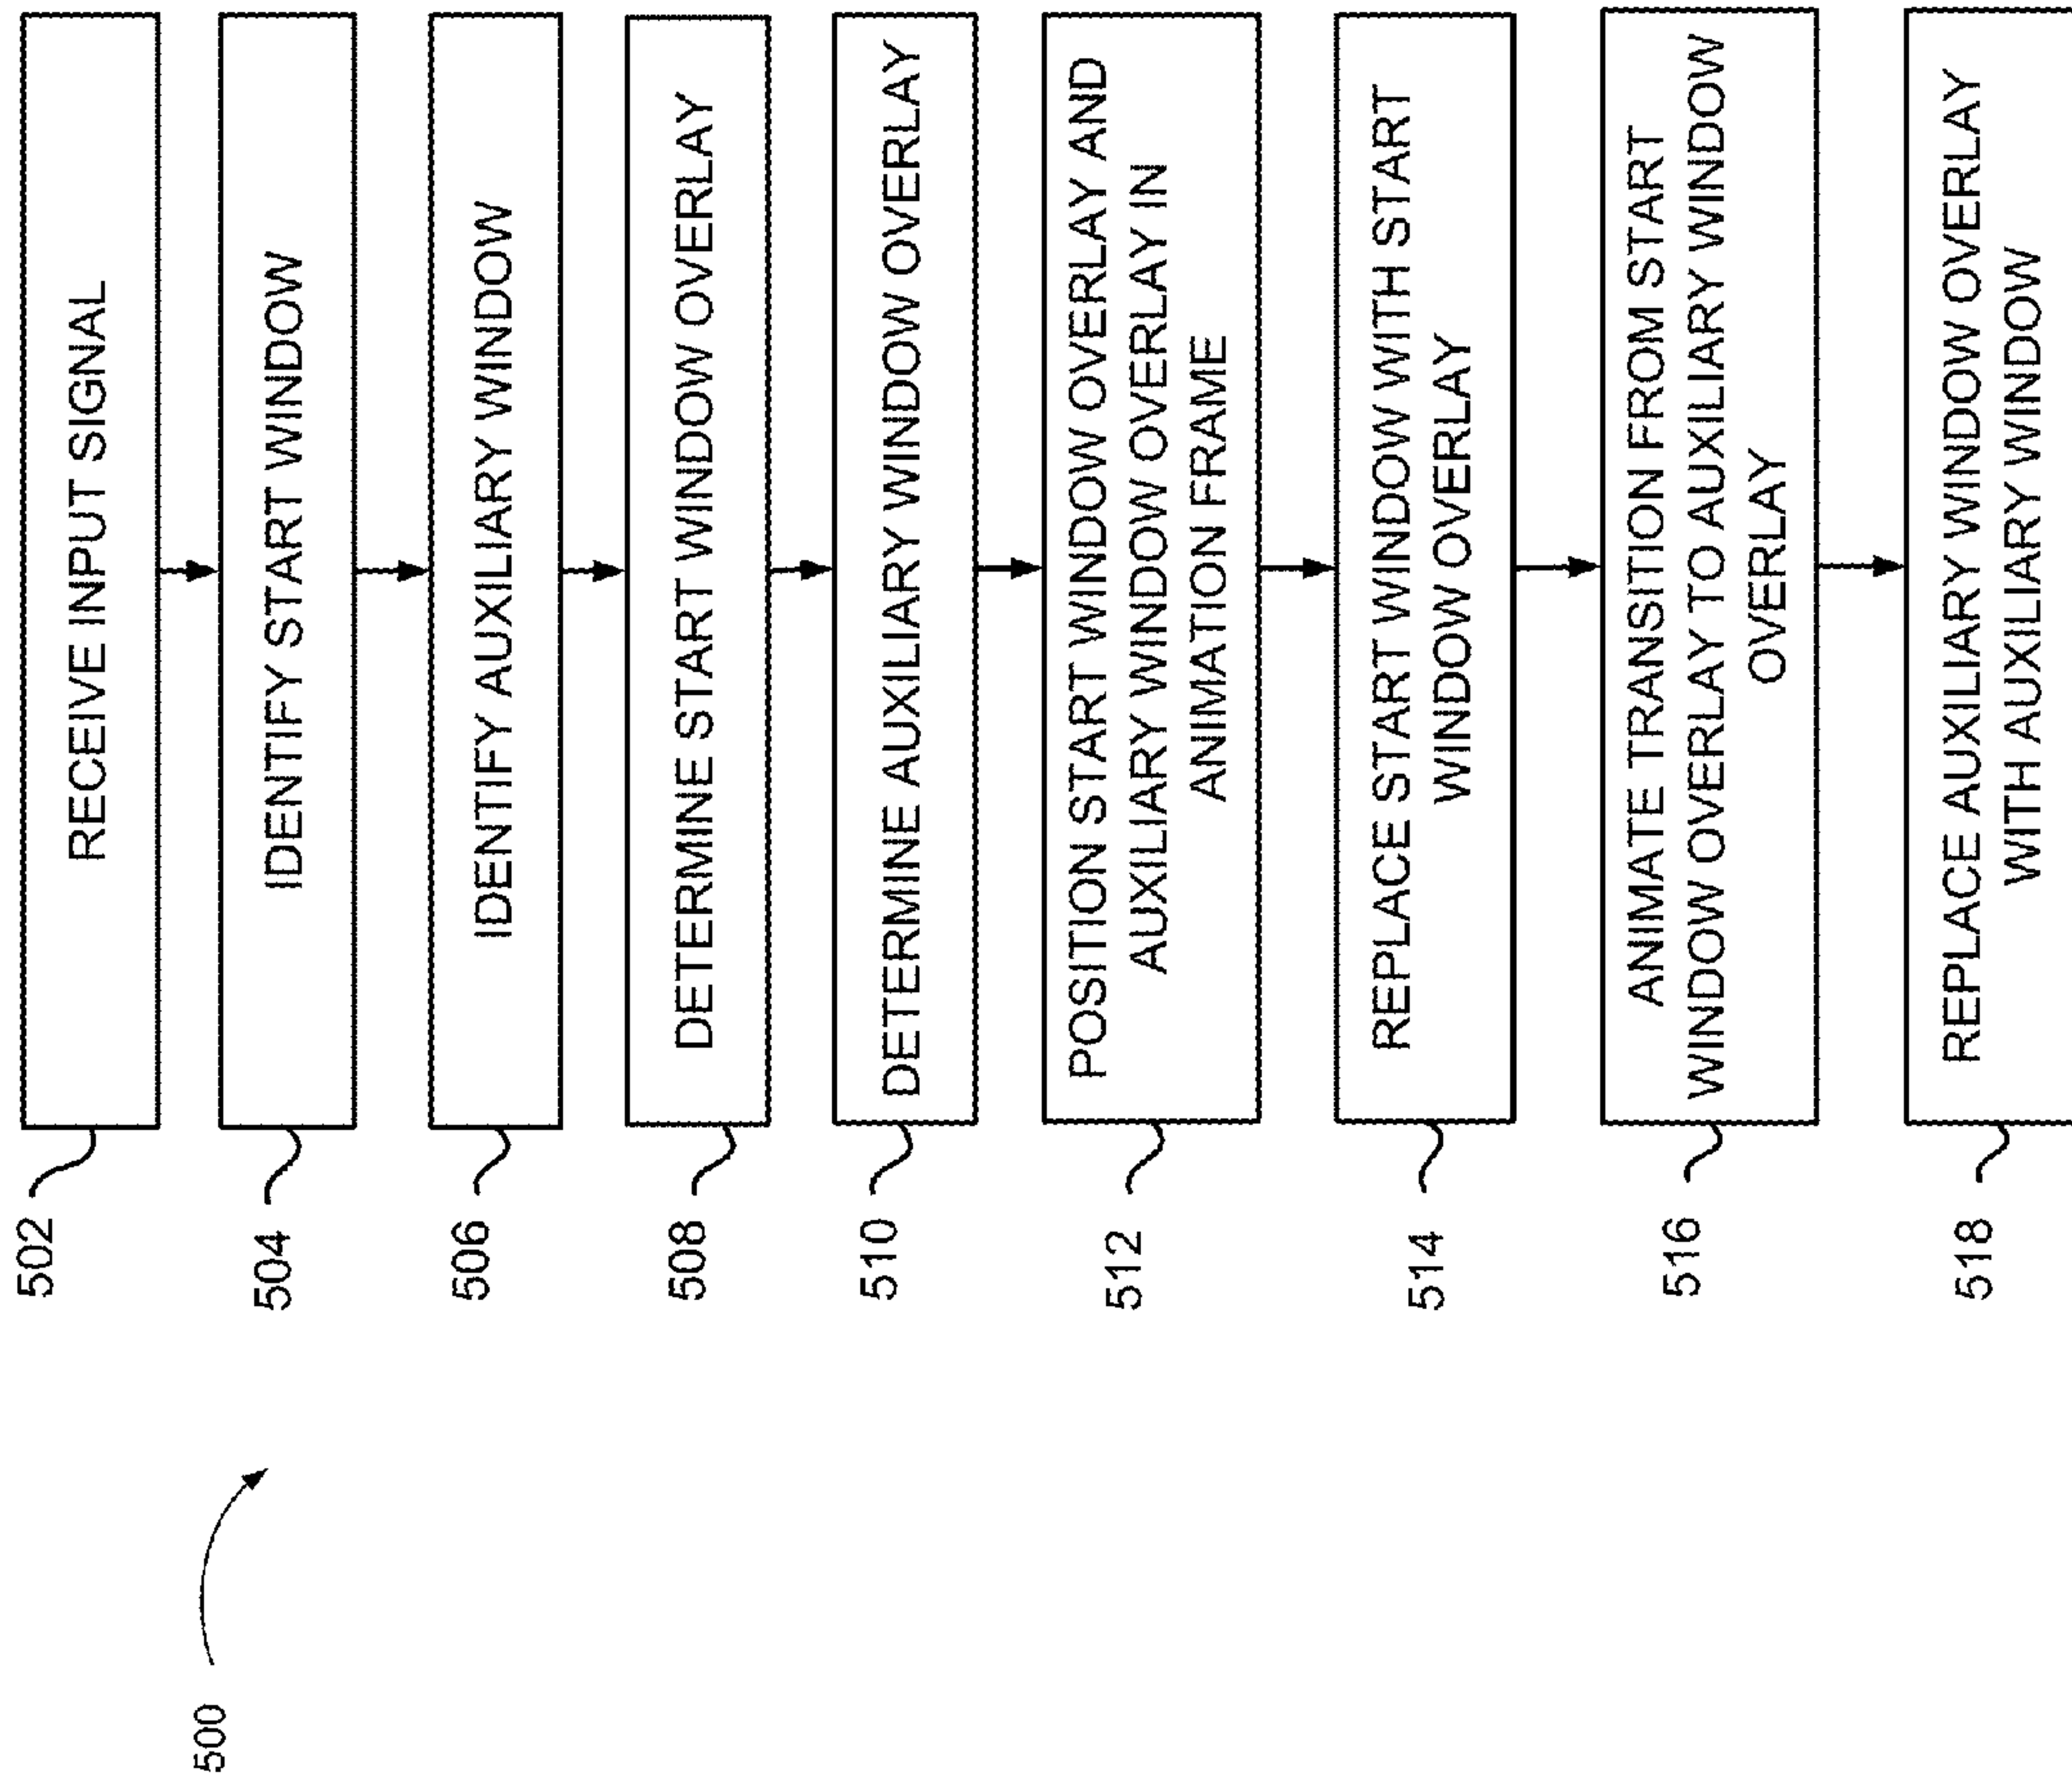 500
502
RECEIVE INPUT SIGNAL
504
IDENTIFY START WINDOW
506
IDENTIFY AUXILIARY WINDOW
508
DETERMINE START WINDOW OVERLAY
510
DETERMINE AUXILIARY WINDOW OVERLAY
512
POSITION START WINDOW OVERLAY AND
AUXILIARY WINDOW OVERLAY IN
ANIMATION FRAME
514
REPLACE START WINDOW WITH START
WINDOW OVERLAY
516
ANIMATE TRANSITION FROM START
WINDOW OVERLAY TO AUXILIARY WINDOW
OVERLAY
518
REPLACE AUXILIARY WINDOW OVERLAY
WITH AUXILIARY WINDOW